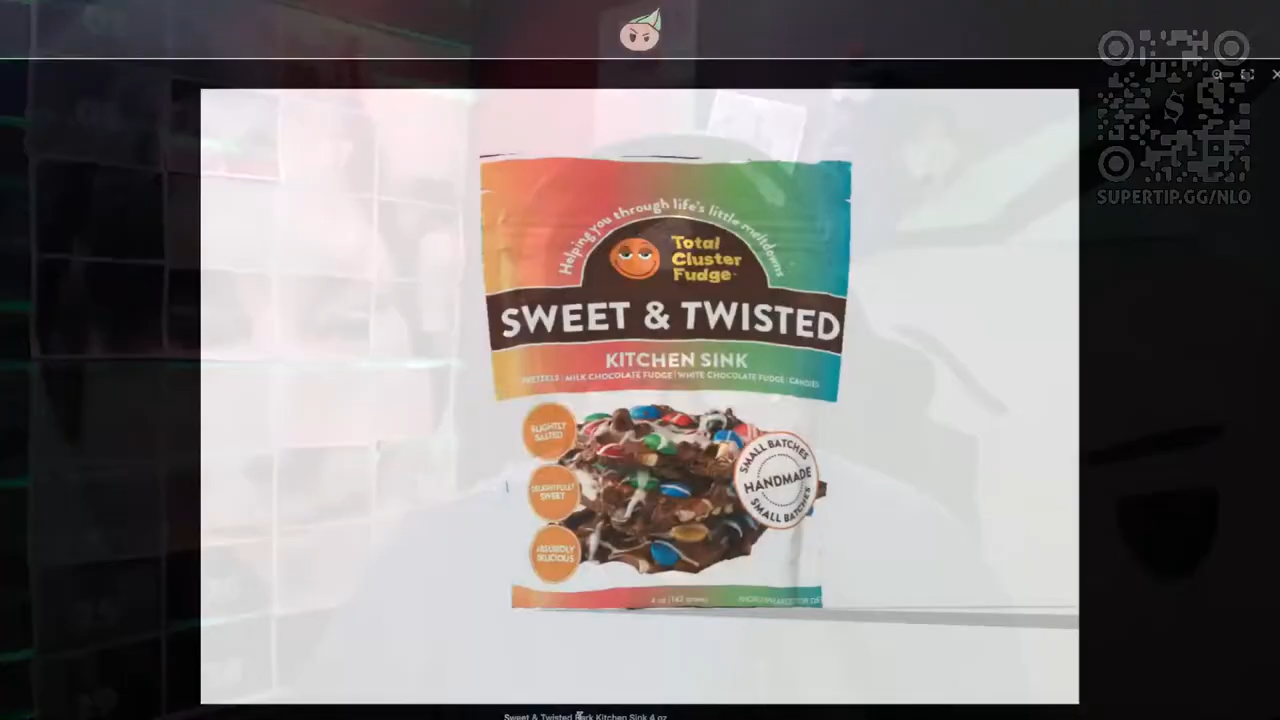 SUPERTIP.GG/NLO
Helping you through life's little meltdowns
Total
Cluster
Fudge
SWEET & TWISTED
KITCHEN SINK
PRETZELS | MILK CHOCOLATE FUDGE | WHITE CHOCOLATE FUDGE | CANDIES
SLIGHTLY
SALTED
DELIGHTFULLY
SWEET
ABSURDLY
DELICIOUS
SMALL BATCHES
HANDMADE
SMALL BATCHES
4 oz
Sweet & Twisted Bark Kitchen Sink 4 oz